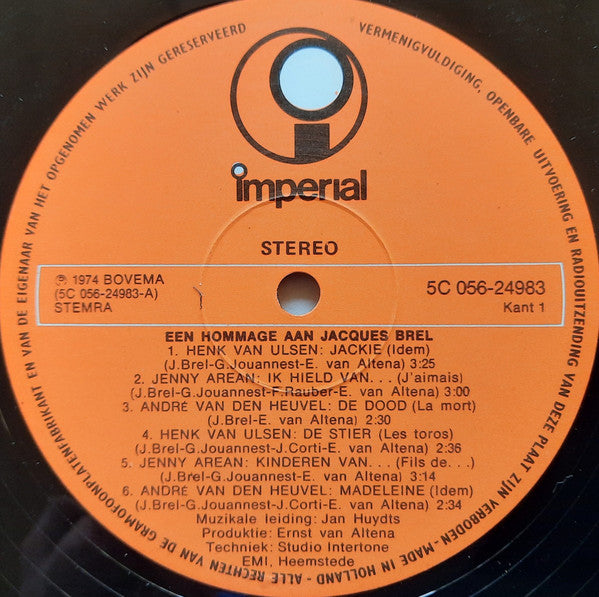 ALLE RECHTEN VAN DE GRAMOFOONPLATENFABRIKANT EN VAN DE EIGENAAR VAN HET OPGENOMEN WERK ZIJN GERESERVEERD
VERMENIGVULDIGING, OPENBARE UITVOERING EN RADIOUITZENDING VAN DEZE PLAAT ZIJN VERBODEN - MADE IN HOLLAND -
imperial
STEREO
℗ 1974 BOVEMA
(5C 056-24983-A)
STEMRA
5C 056-24983
Kant 1
EEN HOMMAGE AAN JACQUES BREL
1. HENK VAN ULSEN: JACKIE (Idem)
(J.Brel-G.Jouannest-E. van Altena) 3:25
2. JENNY AREAN: IK HIELD VAN... (J'aimais)
(J.Brel-G.Jouannest-F.Rauber-E. van Altena) 3:00
3. ANDRÉ VAN DEN HEUVEL: DE DOOD (La mort)
(J.Brel-E. van Altena) 2:30
4. HENK VAN ULSEN: DE STIER (Les toros)
(J.Brel-G.Jouannest-J.Corti-E. van Altena) 2:36
5. JENNY AREAN: KINDEREN VAN... (Fils de...)
(J.Brel-G.Jouannest-E. van Altena) 3:14
6. ANDRÉ VAN DEN HEUVEL: MADELEINE (Idem)
(J.Brel-G.Jouannest-J.Corti-E. van Altena) 2:34
Muzikale leiding: Jan Huydts
Produktie: Ernst van Altena
Techniek: Studio Intertone
EMI, Heemstede